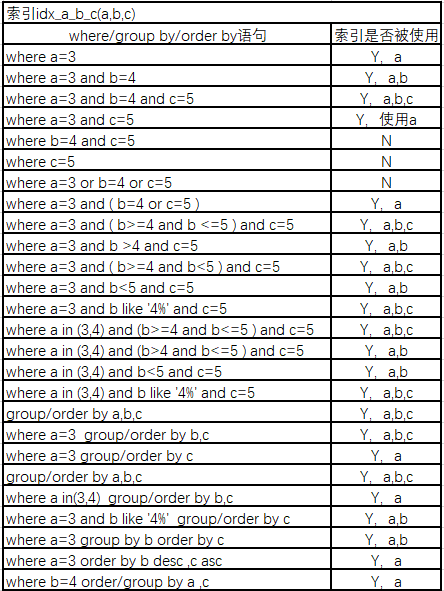 索引idx_a_b_c(a,b,c)
where/group by/order by语句 索引是否被使用
where a=3 Y, a
where a=3 and b=4 Y, a,b
where a=3 and b=4 and c=5 Y, a,b,c
where a=3 and c=5 Y, 使用a
where b=4 and c=5 N
where c=5 N
where a=3 or b=4 or c=5 N
where a=3 and ( b=4 or c=5 ) Y, a
where a=3 and ( b>=4 and b <=5 ) and c=5 Y, a,b,c
where a=3 and b >4 and c=5 Y, a,b
where a=3 and ( b>=4 and b<5 ) and c=5 Y, a,b,c
where a=3 and b<5 and c=5 Y, a,b
where a=3 and b like '4%' and c=5 Y, a,b,c
where a in (3,4) and (b>=4 and b<=5 ) and c=5 Y, a,b,c
where a in (3,4) and (b>4 and b<=5 ) and c=5 Y, a,b
where a in (3,4) and b<5 and c=5 Y, a,b
where a in (3,4) and b like '4%' and c=5 Y, a,b,c
group/order by a,b,c Y, a,b,c
where a=3 group/order by b,c Y, a,b,c
where a=3 group/order by c Y, a
group/order by a,b,c Y, a,b,c
where a in(3,4) group/order by b,c Y, a
where a=3 and b like '4%' group/order by c Y, a,b
where a=3 group by b order by c Y, a,b
where a=3 order by b desc ,c asc Y, a
where b=4 order/group by a ,c Y, a